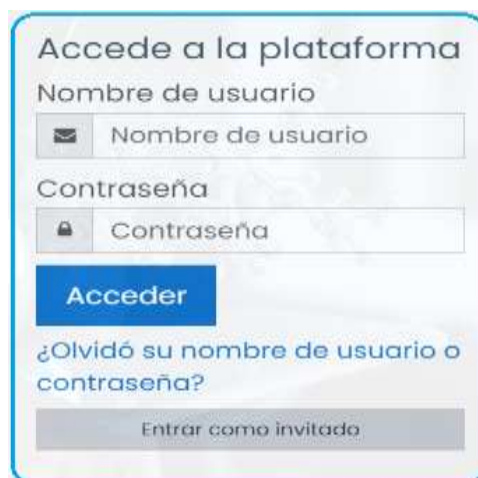 Accede a la plataforma
Nombre de usuario
Nombre de usuario
Contraseña
Contraseña
Acceder
¿Olvidó su nombre de usuario o
contraseña?
Entrar como invitado